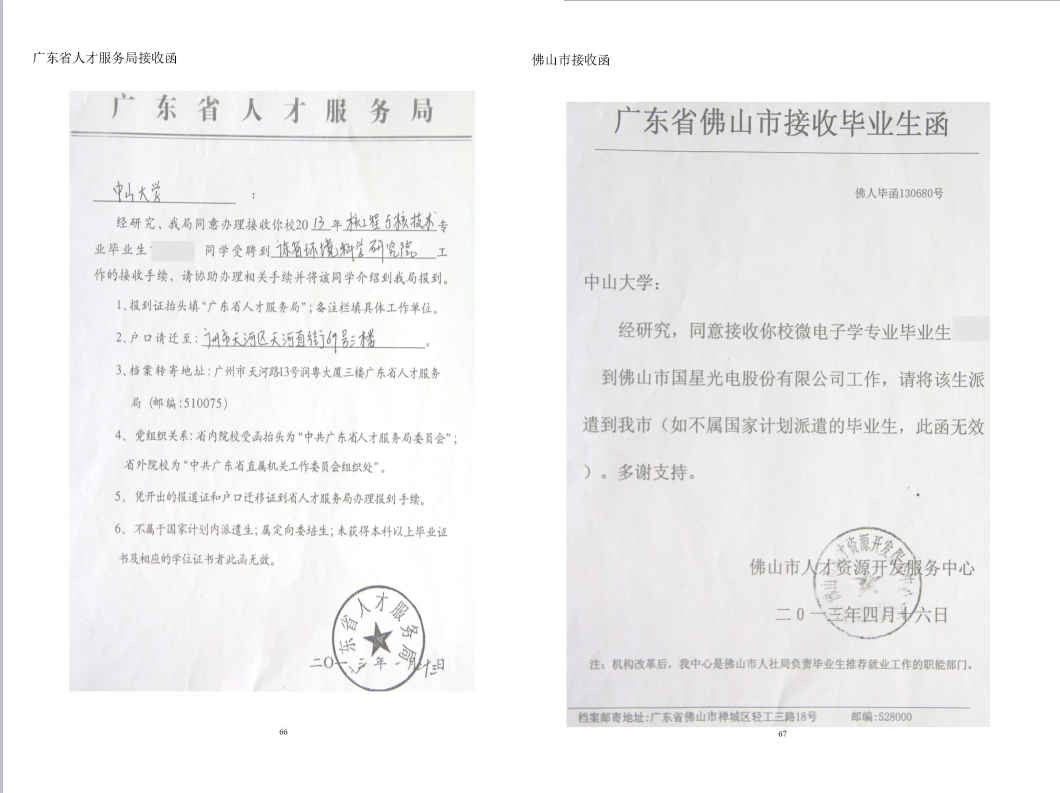 广东省人才服务局接收函
广东省人才服务局
中山大学：
经研究，我局同意办理接收你校2013年核工程与核技术专
业毕业生 同学受聘到 环境科学研究院工
作的接收手续，请协助办理相关手续并将该同学介绍到我局报到。
1、报到证抬头填“广东省人才服务局”；备注栏填具体工作单位。
2、户口请迁至：广州市天河区天河直街69号三楼。
3、档案转寄地址：广州市天河路13号润粤大厦三楼广东省人才服务
局（邮编:510075）
4、党组织关系：省内院校受函抬头为“中共广东省人才服务局委员会”；
省外院校为“中共广东省直属机关工作委员会组织处”。
5、凭开出的报道证和户口迁移证到省人才服务局办理报到手续。
6、不属于国家计划内派遣生；属定向委培生；未获得本科以上毕业证
书及相应的学位证书者此函无效。
广东省人才服务局
二〇一三年 月 日
66
佛山市接收函
广东省佛山市接收毕业生函
佛人毕函130680号
中山大学：
经研究，同意接收你校微电子学专业毕业生
到佛山市国星光电股份有限公司工作，请将该生派
遣到我市（如不属国家计划派遣的毕业生，此函无效
）。多谢支持。
佛山市人才资源开发服务中心
二０一三年四月十六日
注：机构改革后，我中心是佛山市人社局负责毕业生推荐就业工作的职能部门。
档案邮寄地址:广东省佛山市禅城区轻工三路18号 邮编:528000
67